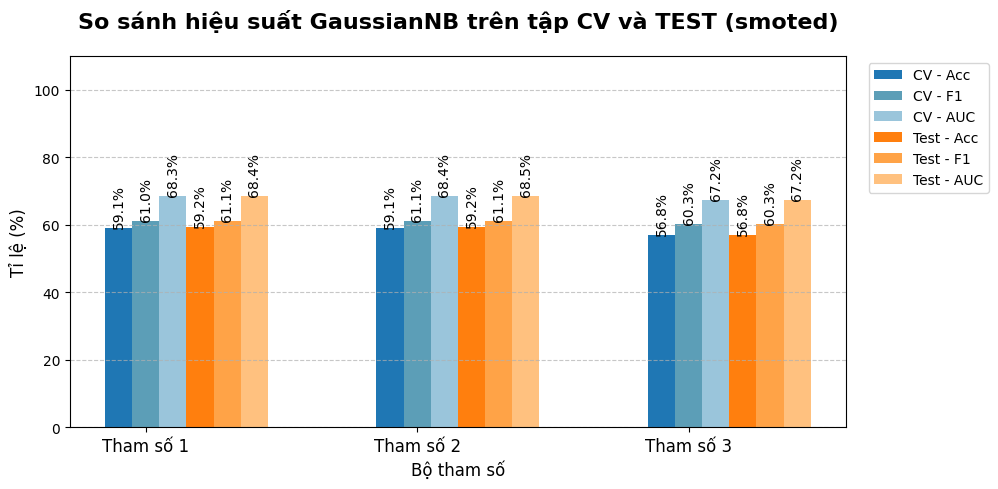 So sánh hiệu suất GaussianNB trên tập CV và TEST (smoted)
Tỉ lệ (%)
100
80
60
40
20
0
59.1%
61.0%
68.3%
59.2%
61.1%
68.4%
59.1%
61.1%
68.4%
59.2%
61.1%
68.5%
56.8%
60.3%
67.2%
56.8%
60.3%
67.2%
Tham số 1
Tham số 2
Tham số 3
Bộ tham số
CV - Acc
CV - F1
CV - AUC
Test - Acc
Test - F1
Test - AUC